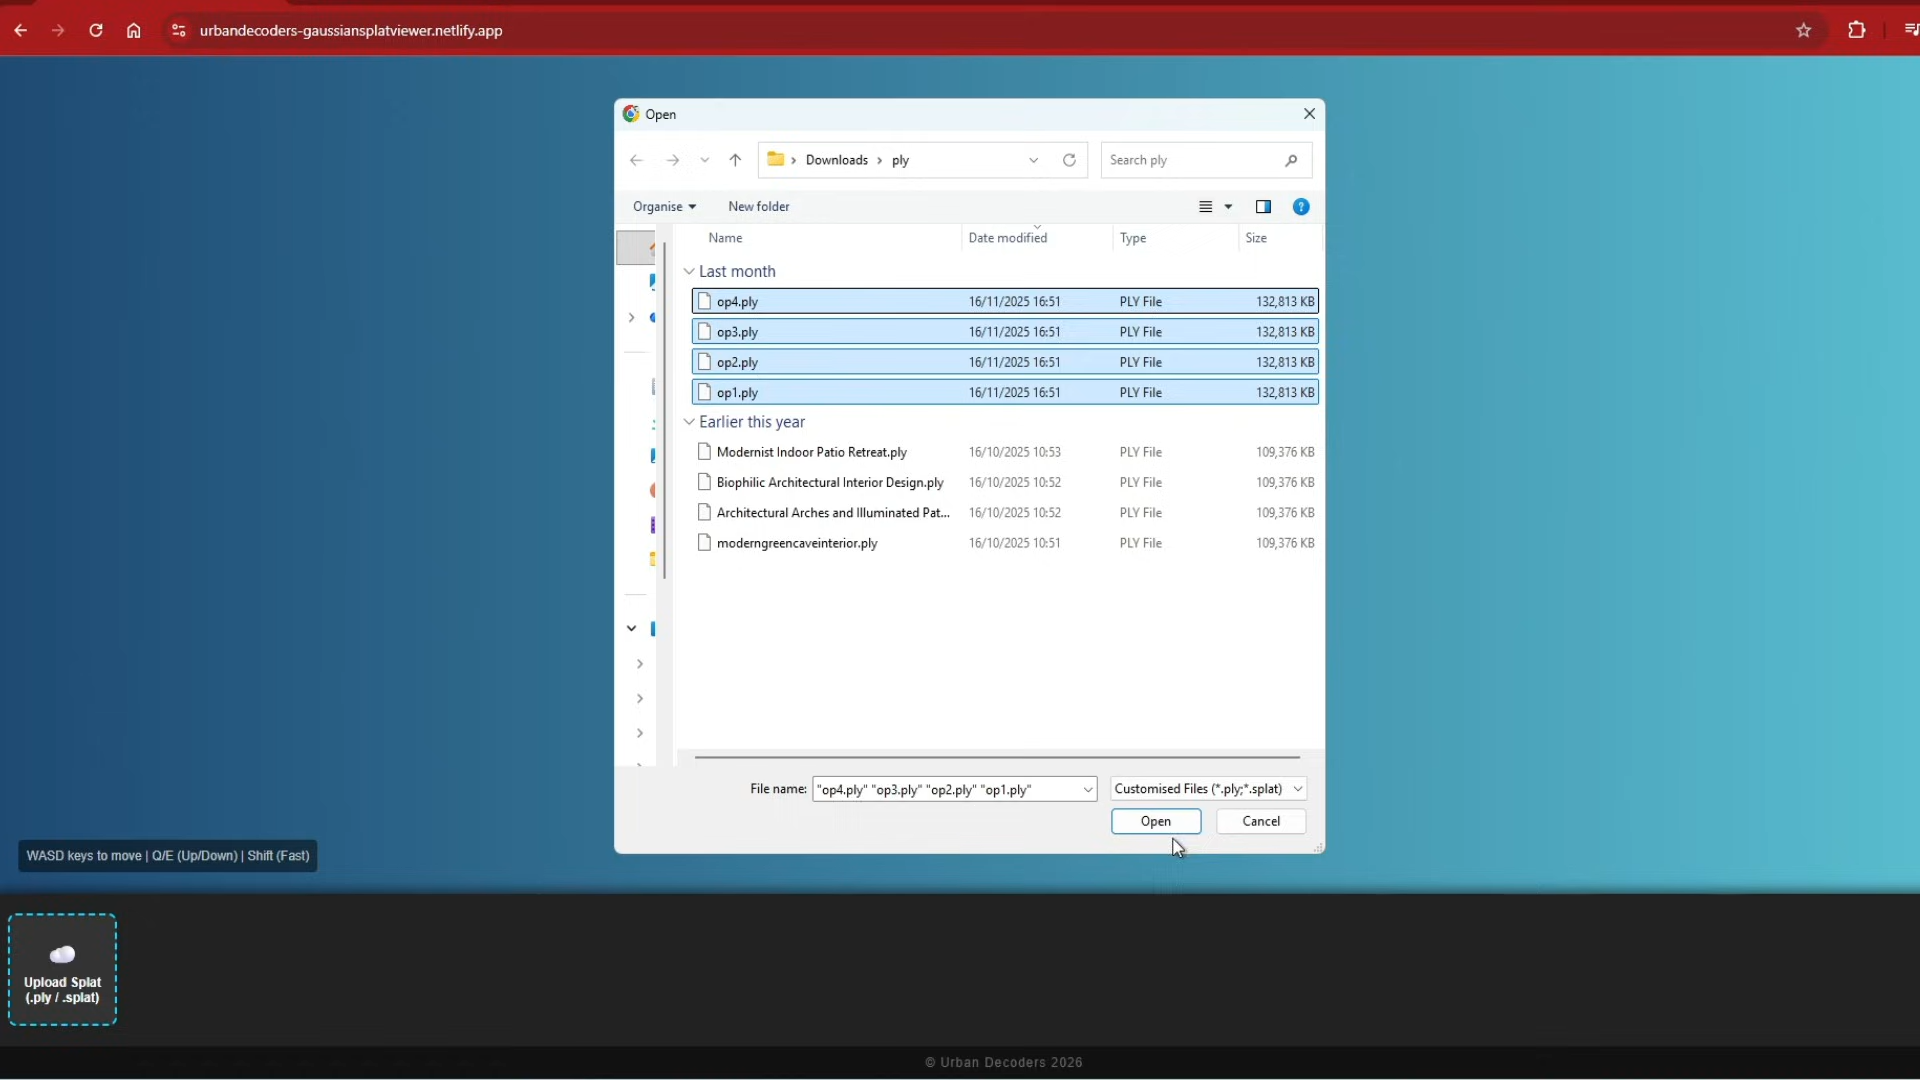 urbandecoders-gaussiansplatviewer.netlify.app
Open
Downloads > ply
Search ply
Organise
New folder
Name
Date modified
Type
Size
Last month
op4.ply 16/11/2025 16:51 PLY File 132,813 KB
op3.ply 16/11/2025 16:51 PLY File 132,813 KB
op2.ply 16/11/2025 16:51 PLY File 132,813 KB
op1.ply 16/11/2025 16:51 PLY File 132,813 KB
Earlier this year
Modernist Indoor Patio Retreat.ply 16/10/2025 10:53 PLY File 109,376 KB
Biophilic Architectural Interior Design.ply 16/10/2025 10:52 PLY File 109,376 KB
Architectural Arches and Illuminated Pat... 16/10/2025 10:52 PLY File 109,376 KB
moderngreencaveinterior.ply 16/10/2025 10:51 PLY File 109,376 KB
File name: "op4.ply" "op3.ply" "op2.ply" "op1.ply"
Customised Files (*.ply;*.splat)
Open
Cancel
WASD keys to move | Q/E (Up/Down) | Shift (Fast)
Upload Splat
(.ply / .splat)
© Urban Decoders 2026